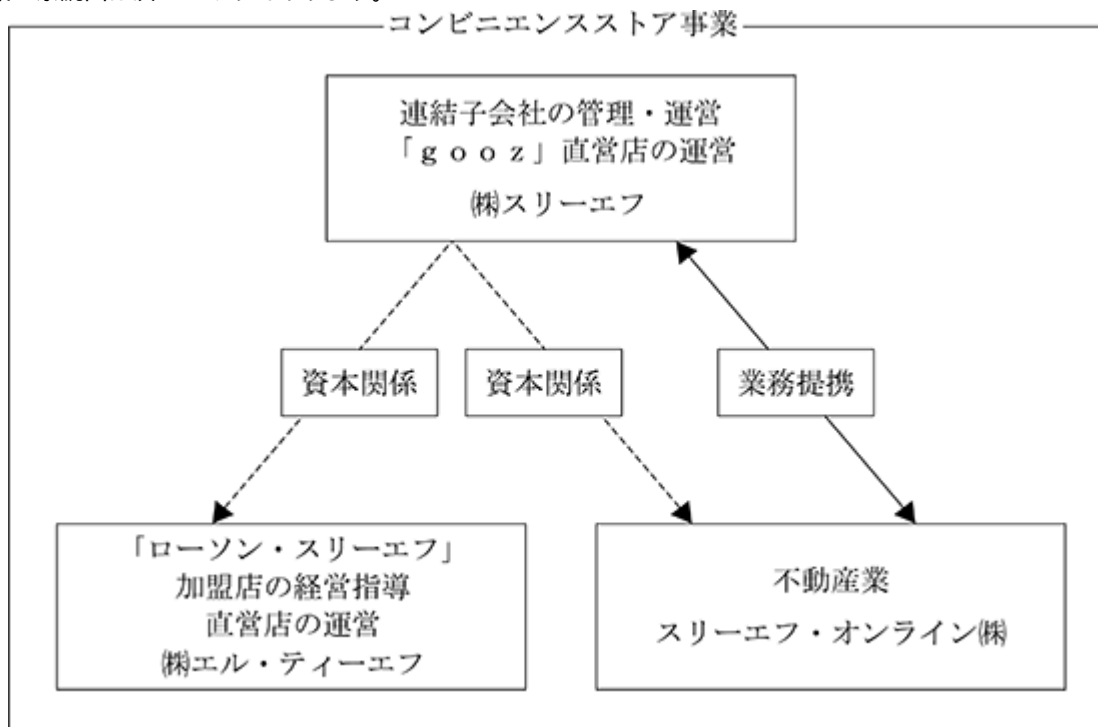 コンビニエンスストア事業
連結子会社の管理・運営
「ｇｏｏｚ」直営店の運営
㈱スリーエフ
資本関係
資本関係
業務提携
「ローソン・スリーエフ」
加盟店の経営指導
直営店の運営
㈱エル・ティーエフ
不動産業
スリーエフ・オンライン㈱